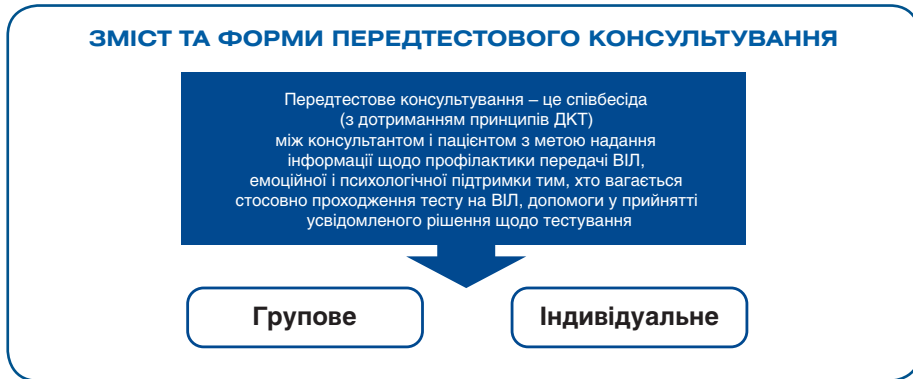 ЗМІСТ ТА ФОРМИ ПЕРЕДТЕСТОВОГО КОНСУЛЬТУВАННЯ
Передтестове консультування – це співбесіда
(з дотриманням принципів ДКТ)
між консультантом і пацієнтом з метою надання
інформації щодо профілактики передачі ВІЛ,
емоційної і психологічної підтримки тим, хто вагається
стосовно проходження тесту на ВІЛ, допомоги у прийнятті
усвідомленого рішення щодо тестування
Групове
Індивідуальне